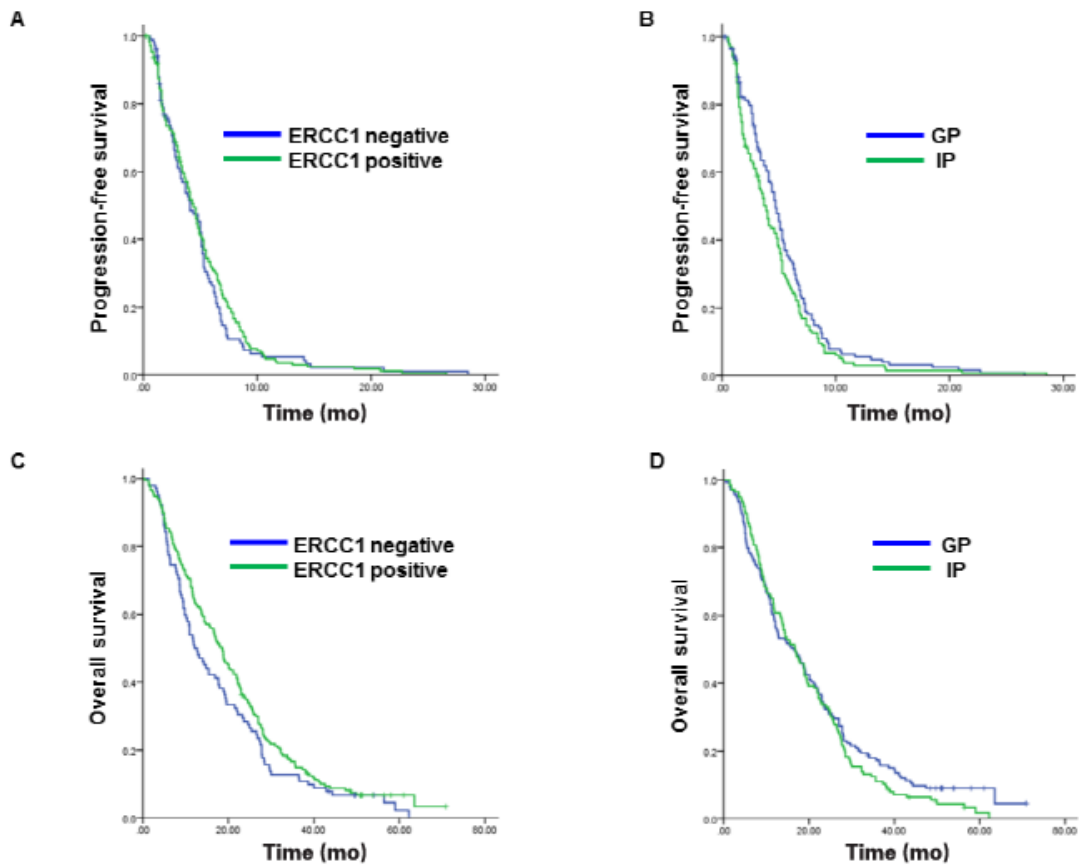 A
Progression-free survival
1.0
0.8
0.6
0.4
0.2
0.0
ERCC1 negative
ERCC1 positive
.00 10.00 20.00 30.00
Time (mo)
B
Progression-free survival
1.0
0.8
0.6
0.4
0.2
0.0
GP
IP
.00 10.00 20.00 30.00
Time (mo)
C
Overall survival
1.0
0.8
0.6
0.4
0.2
0.0
ERCC1 negative
ERCC1 positive
.00 20.00 40.00 60.00 80.00
Time (mo)
D
Overall survival
1.0
0.8
0.6
0.4
0.2
0.0
GP
IP
.00 20.00 40.00 60.00 80.00
Time (mo)